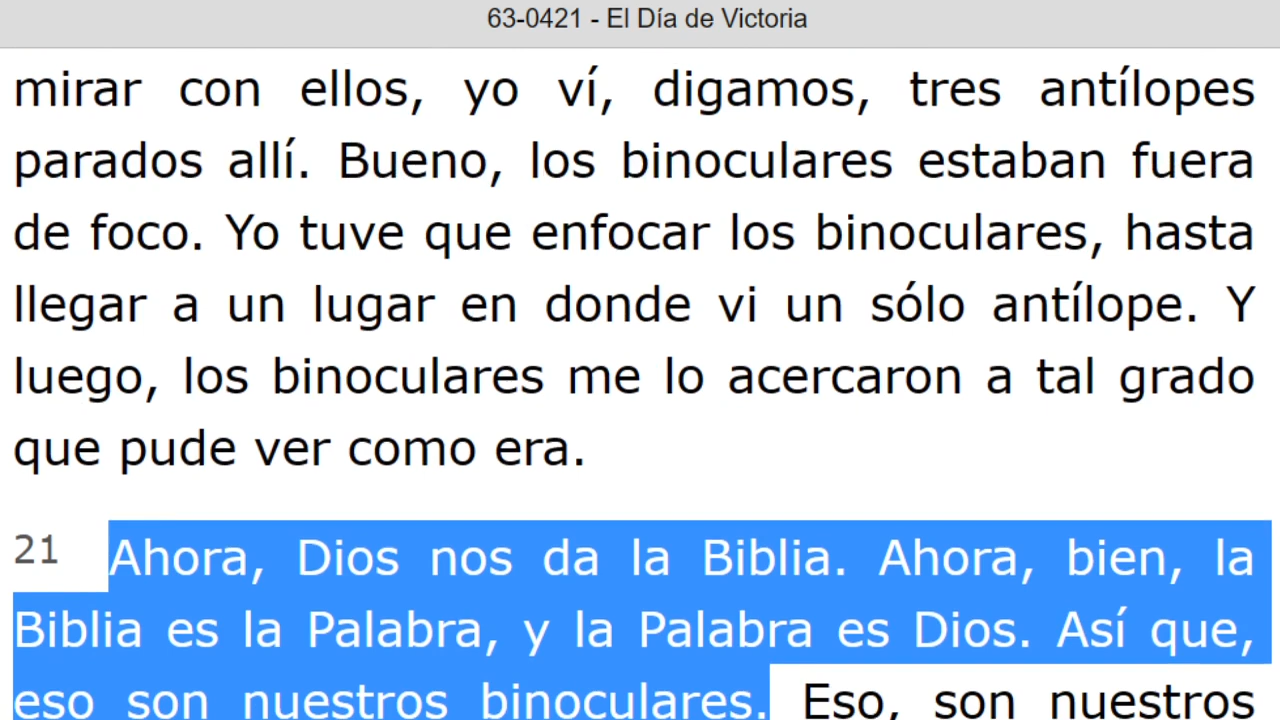 63-0421 - El Día de Victoria
mirar con ellos, yo ví, digamos, tres antílopes
parados allí. Bueno, los binoculares estaban fuera
de foco. Yo tuve que enfocar los binoculares, hasta
llegar a un lugar en donde vi un sólo antílope. Y
luego, los binoculares me lo acercaron a tal grado
que pude ver como era.
21 Ahora, Dios nos da la Biblia. Ahora, bien, la
Biblia es la Palabra, y la Palabra es Dios. Así que,
eso son nuestros binoculares. Eso, son nuestros